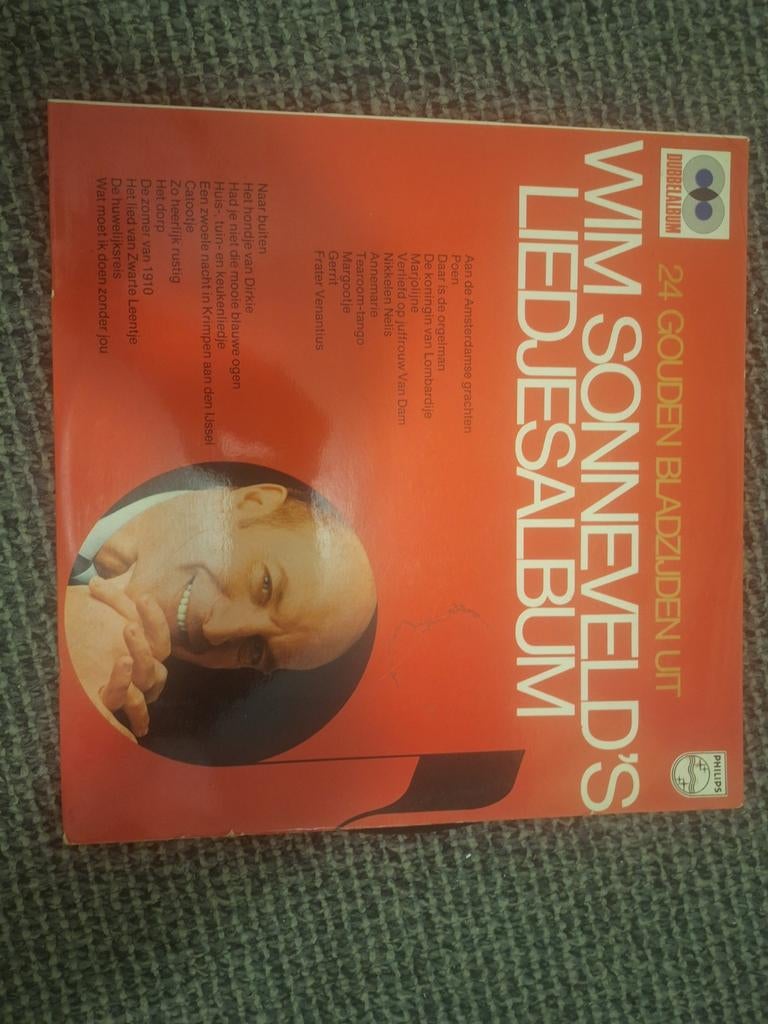 DUBBELALBUM
PHILIPS
24 GOUDEN BLADZIJDEN UIT
WIM SONNEVELD'S
LIEDJESALBUM
Aan de Amsterdamse grachten
Poen
Daar is de orgelman
De koningin van Lombardije
Marjolijne
Verliefd op juffrouw Van Dam
Nikkelen Nelis
Annemarie
Tearoom-tango
Margootje
Gerrit
Frater Venantius
Naar buiten
Het hondje van Dirkie
Had je niet die mooie blauwe ogen
Huis-, tuin- en keukenliedje
Een zwoele nacht in Krimpen aan den IJssel
Catootje
Zo heerlijk rustig
Het dorp
De zomer van 1910
Het lied van Zwarte Leentje
De huwelijksreis
Wat moet ik doen zonder jou